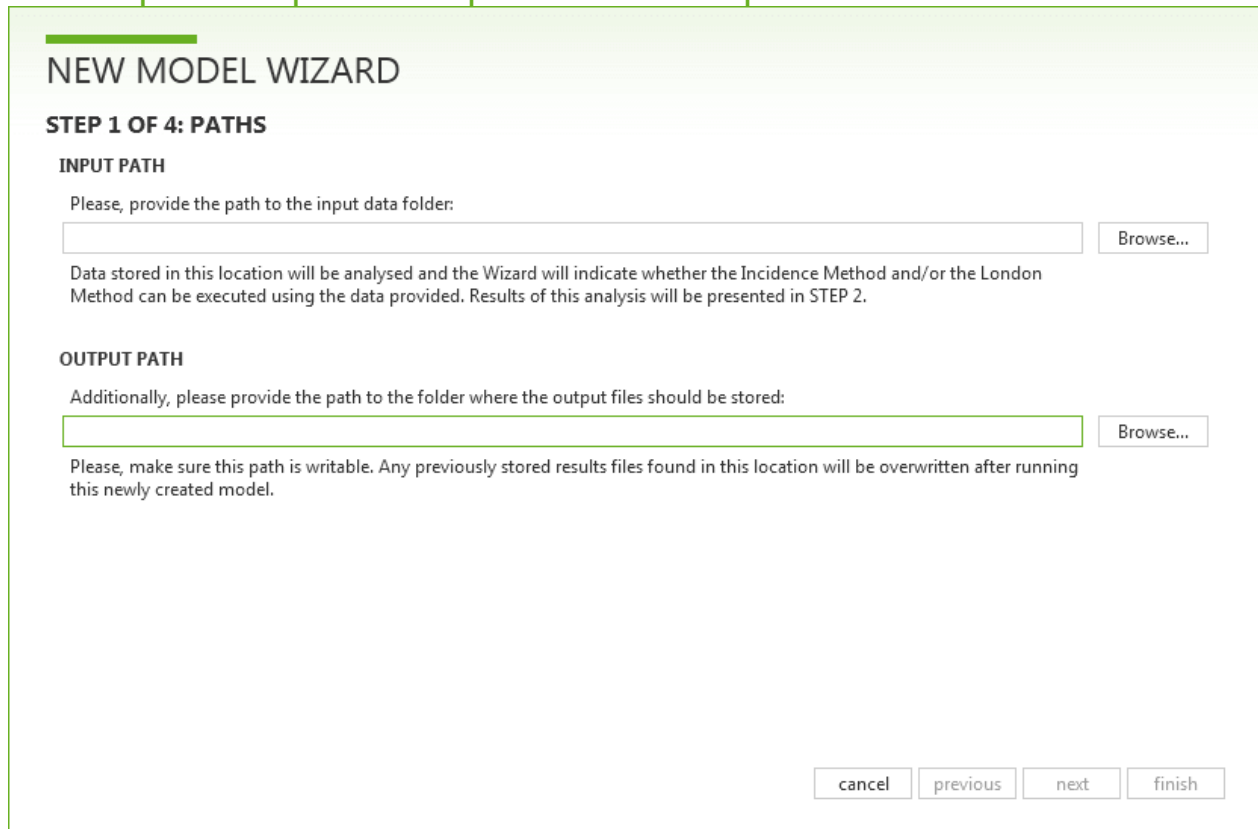 NEW MODEL WIZARD
STEP 1 OF 4: PATHS
INPUT PATH
Please, provide the path to the input data folder:
Browse...
Data stored in this location will be analysed and the Wizard will indicate whether the Incidence Method and/or the London
Method can be executed using the data provided. Results of this analysis will be presented in STEP 2.
OUTPUT PATH
Additionally, please provide the path to the folder where the output files should be stored:
Browse...
Please, make sure this path is writable. Any previously stored results files found in this location will be overwritten after running
this newly created model.
cancel previous next finish